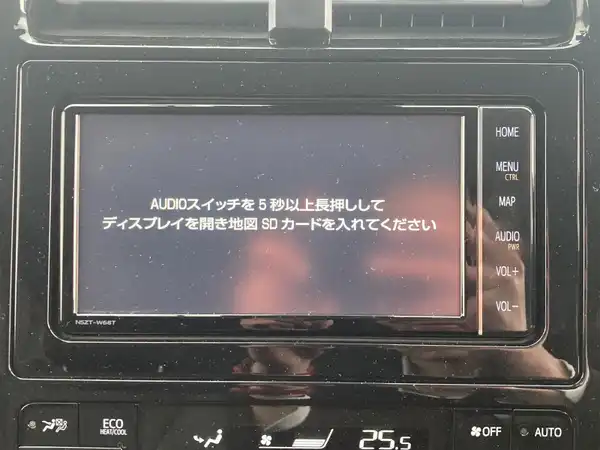 HOME
MENU
CTRL
MAP
AUDIOスイッチを5秒以上長押しして
ディスプレイを開き地図SDカードを入れてください
AUDIO
PWR
VOL+
VOL-
NSZT-W68T
ECO
HEAT/COOL
25.5
OFF
AUTO